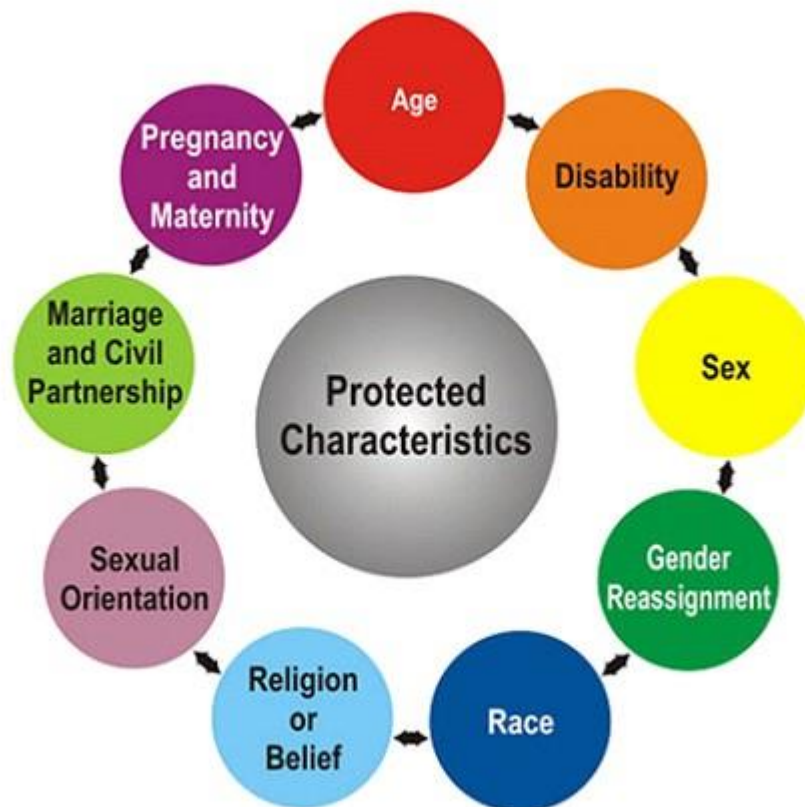 Age
Disability
Sex
Gender
Reassignment
Race
Religion
or
Belief
Sexual
Orientation
Marriage
and Civil
Partnership
Pregnancy
and
Maternity
Protected
Characteristics